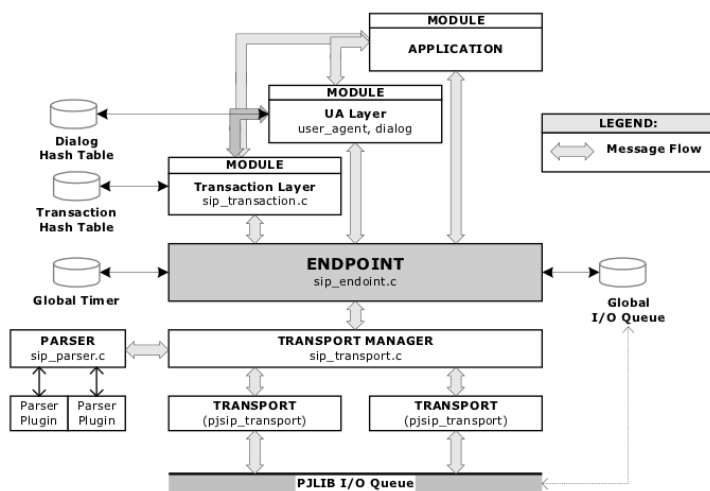 MODULE
APPLICATION
MODULE
UA Layer
user_agent, dialog
LEGEND:
Message Flow
Dialog
Hash Table
MODULE
Transaction Layer
sip_transaction.c
Transaction
Hash Table
ENDPOINT
sip_endoint.c
Global Timer
Global
I/O Queue
PARSER
sip_parser.c
TRANSPORT MANAGER
sip_transport.c
Parser
Plugin
Parser
Plugin
TRANSPORT
(pjsip_transport)
TRANSPORT
(pjsip_transport)
PJLIB I/O Queue